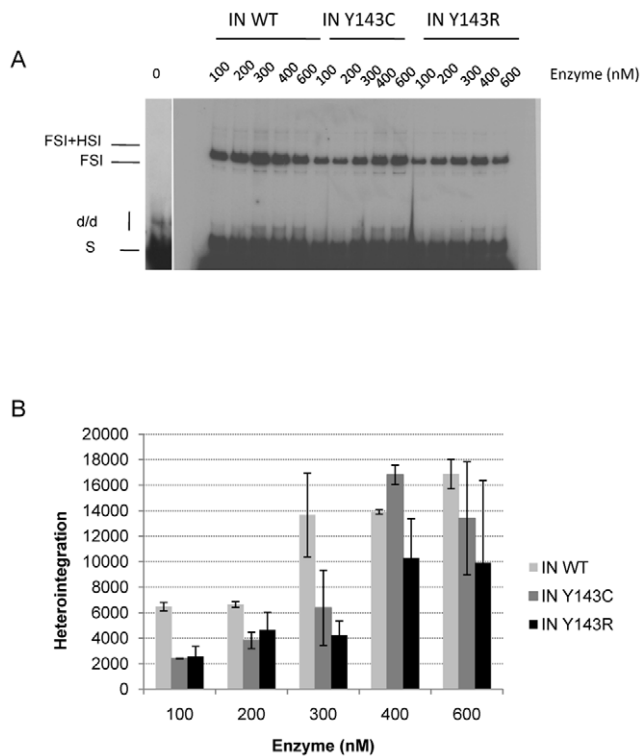 IN WT IN Y143C IN Y143R
A
0 100 200 300 400 600 100 200 300 400 600 100 200 300 400 600 Enzyme (nM)
FSI+HSI
FSI
d/d
S
B
20000
18000
16000
14000
12000
10000
8000
6000
4000
2000
0
Heterointegration
IN WT
IN Y143C
IN Y143R
100 200 300 400 600
Enzyme (nM)